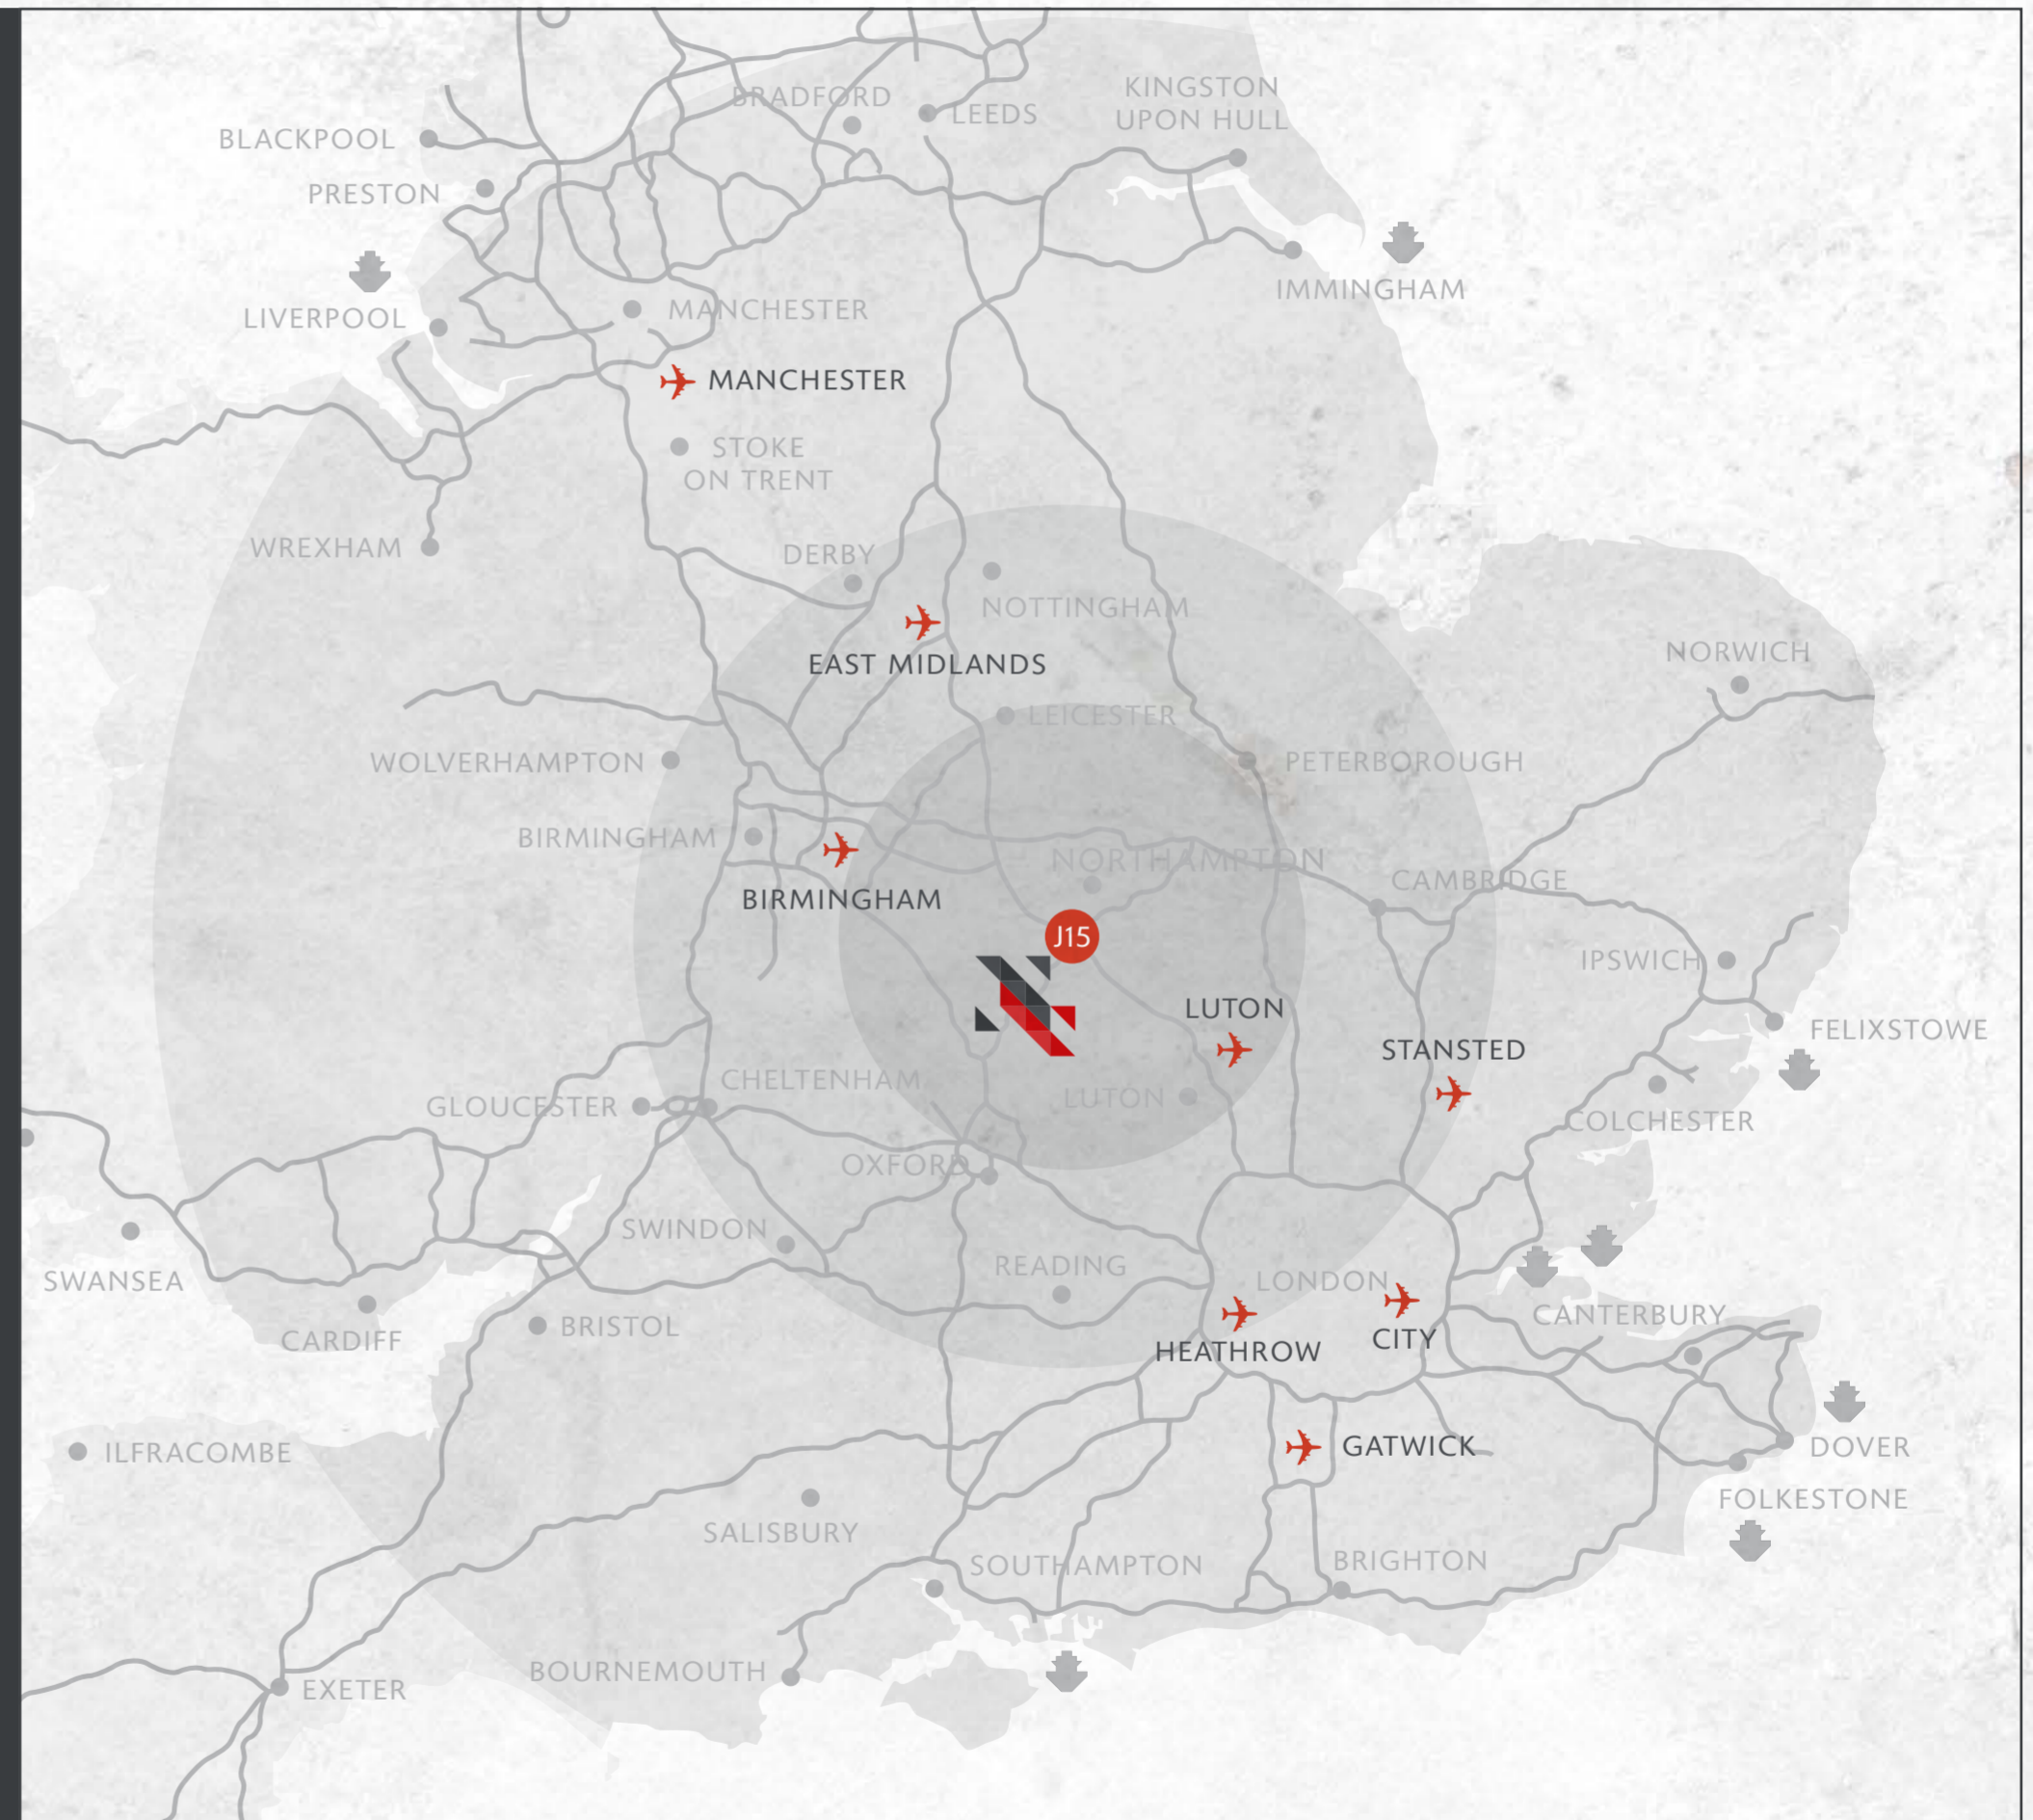 BRADFORD
LEEDS
KINGSTON
UPON HULL
BLACKPOOL
PRESTON
IMMINGHAM
LIVERPOOL
MANCHESTER
MANCHESTER
STOKE
ON TRENT
WREXHAM
DERBY
NOTTINGHAM
EAST MIDLANDS
NORWICH
LEICESTER
WOLVERHAMPTON
PETERBOROUGH
BIRMINGHAM
NORTHAMPTON
CAMBRIDGE
BIRMINGHAM
J15
IPSWICH
LUTON
FELIXSTOWE
STANSTED
CHELTENHAM
LUTON
GLOUCESTER
COLCHESTER
OXFORD
SWINDON
READING
LONDON
SWANSEA
CANTERBURY
BRISTOL
CARDIFF
CITY
HEATHROW
GATWICK
DOVER
ILFRACOMBE
FOLKESTONE
SALISBURY
SOUTHAMPTON
BRIGHTON
BOURNEMOUTH
EXETER